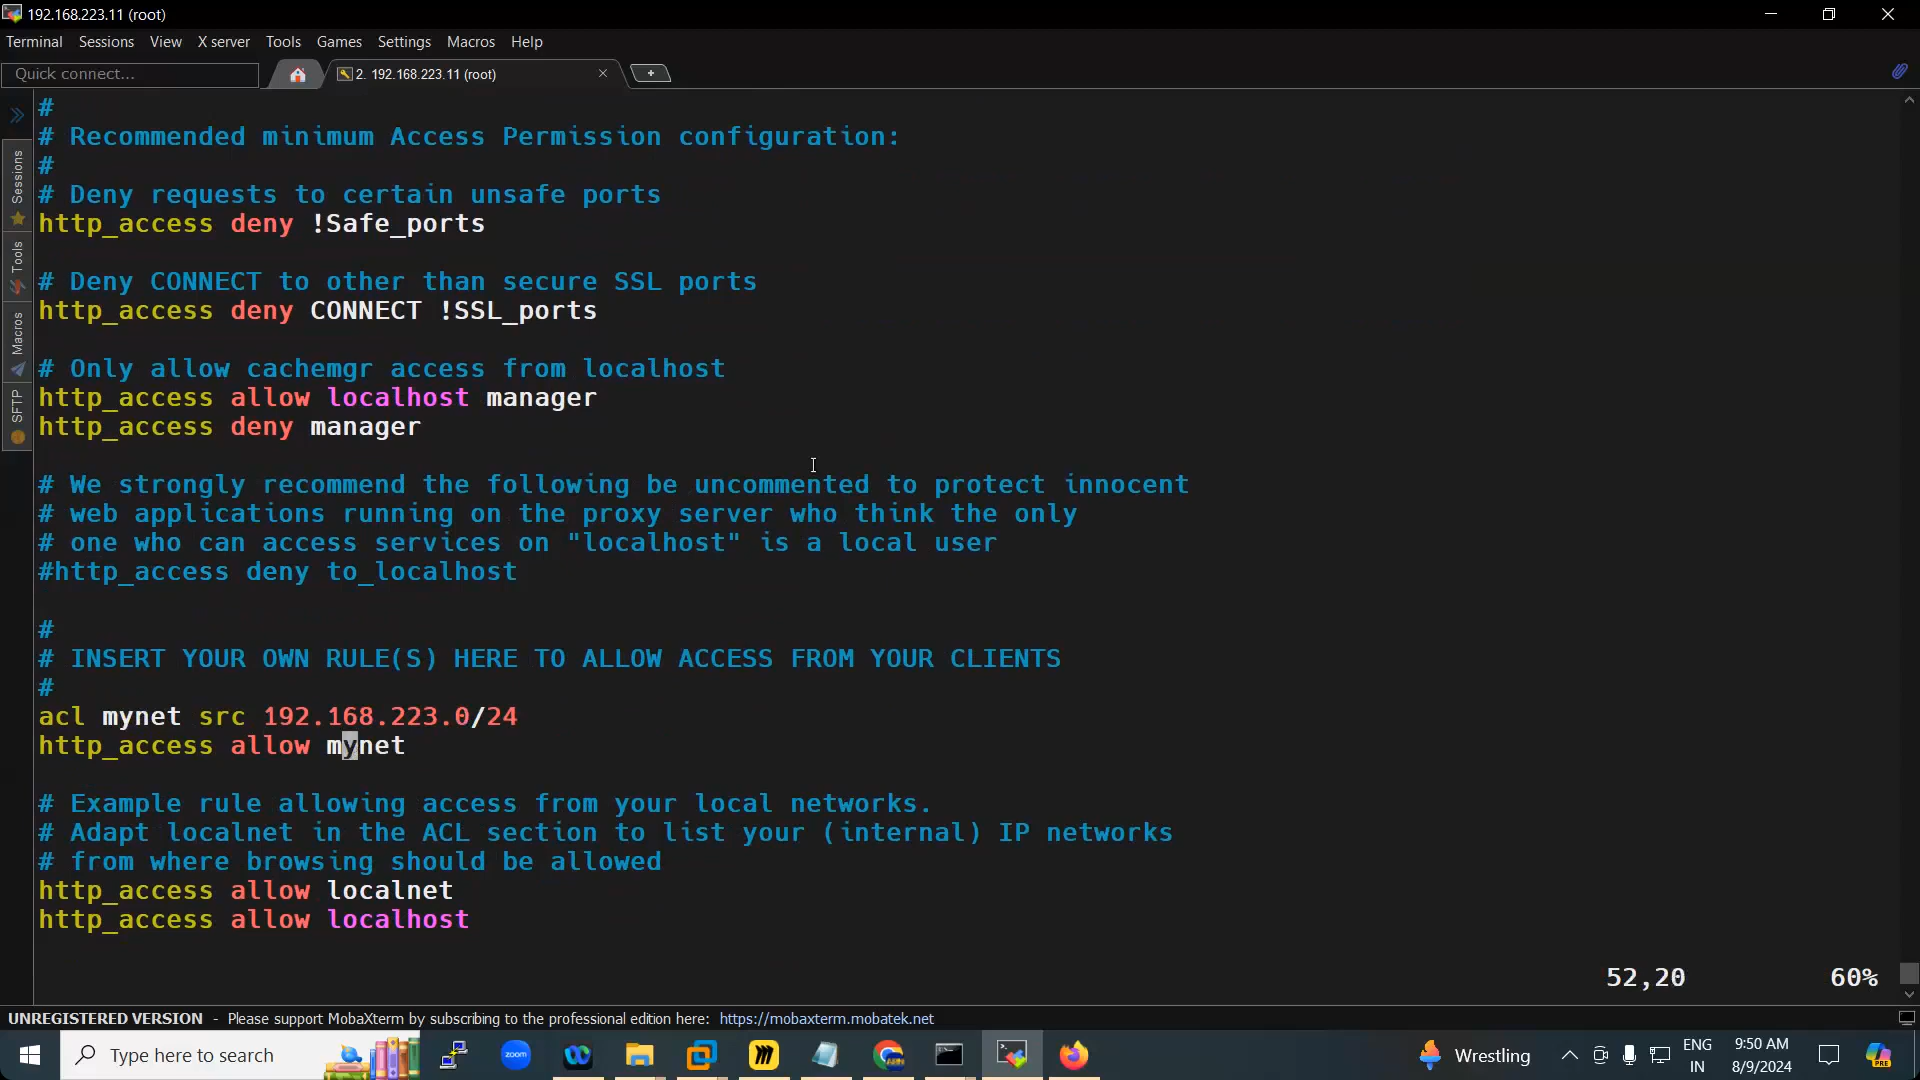 192.168.223.11 (root)
Terminal Sessions View X server Tools Games Settings Macros Help
Quick connect...
2. 192.168.223.11 (root)
Sessions
Tools
Macros
SFTP
#
# Recommended minimum Access Permission configuration:
#
# Deny requests to certain unsafe ports
http_access deny !Safe_ports
# Deny CONNECT to other than secure SSL ports
http_access deny CONNECT !SSL_ports
# Only allow cachemgr access from localhost
http_access allow localhost manager
http_access deny manager
# We strongly recommend the following be uncommented to protect innocent
# web applications running on the proxy server who think the only
# one who can access services on "localhost" is a local user
#http_access deny to_localhost
#
# INSERT YOUR OWN RULE(S) HERE TO ALLOW ACCESS FROM YOUR CLIENTS
#
acl mynet src 192.168.223.0/24
http_access allow mynet
# Example rule allowing access from your local networks.
# Adapt localnet in the ACL section to list your (internal) IP networks
# from where browsing should be allowed
http_access allow localnet
http_access allow localhost
52,20 60%
UNREGISTERED VERSION - Please support MobaXterm by subscribing to the professional edition here: https://mobaxterm.mobatek.net
Type here to search
zoom
Wrestling
ENG
IN
9:50 AM
8/9/2024
PRE